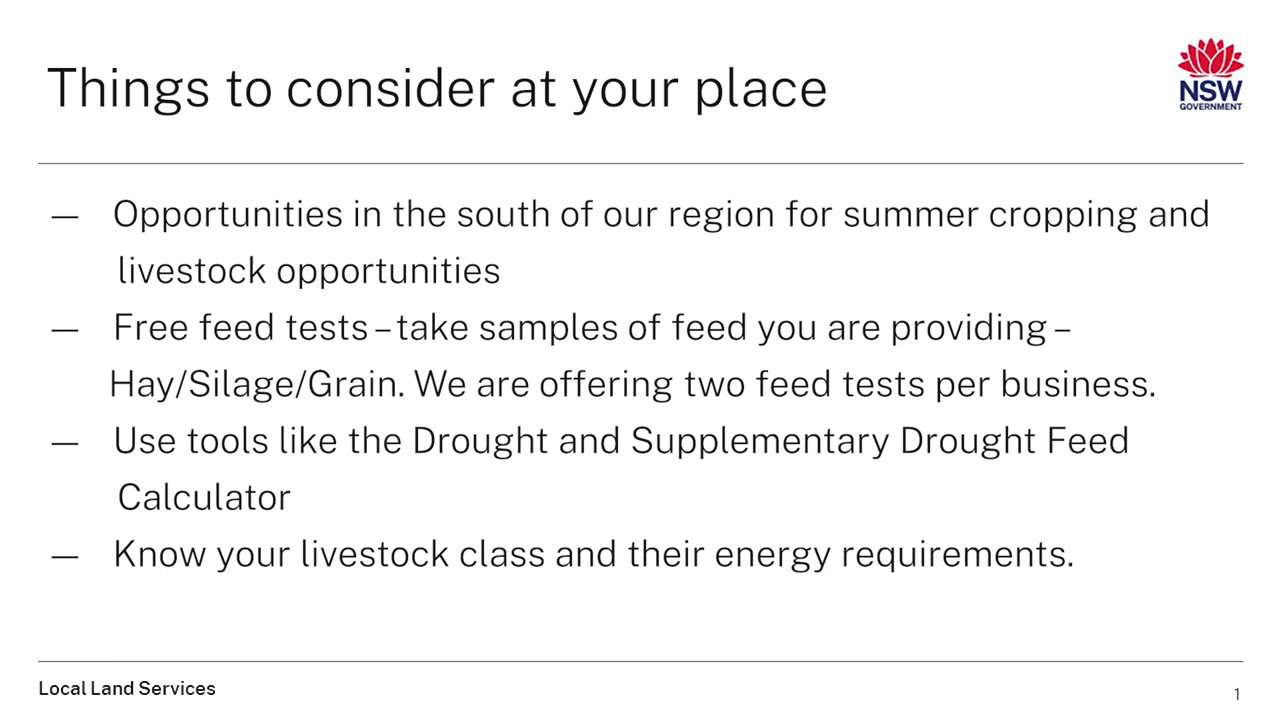 Things to consider at your place
NSW
GOVERNMENT
— Opportunities in the south of our region for summer cropping and
livestock opportunities
— Free feed tests – take samples of feed you are providing –
Hay/Silage/Grain. We are offering two feed tests per business.
— Use tools like the Drought and Supplementary Drought Feed
Calculator
— Know your livestock class and their energy requirements.
Local Land Services
1